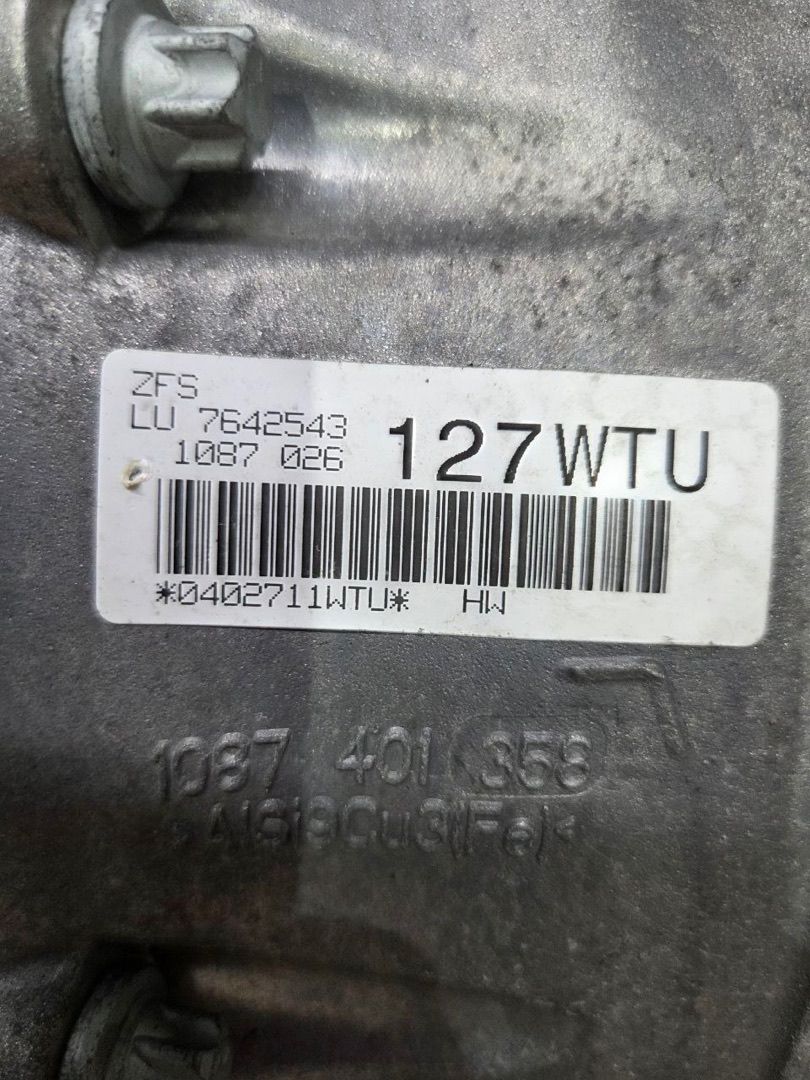 ZFS
LU 7642543
1087 026
127WTU
*0402711WTU* HW
1087 401 358
>AlSi9Cu3(Fe)<